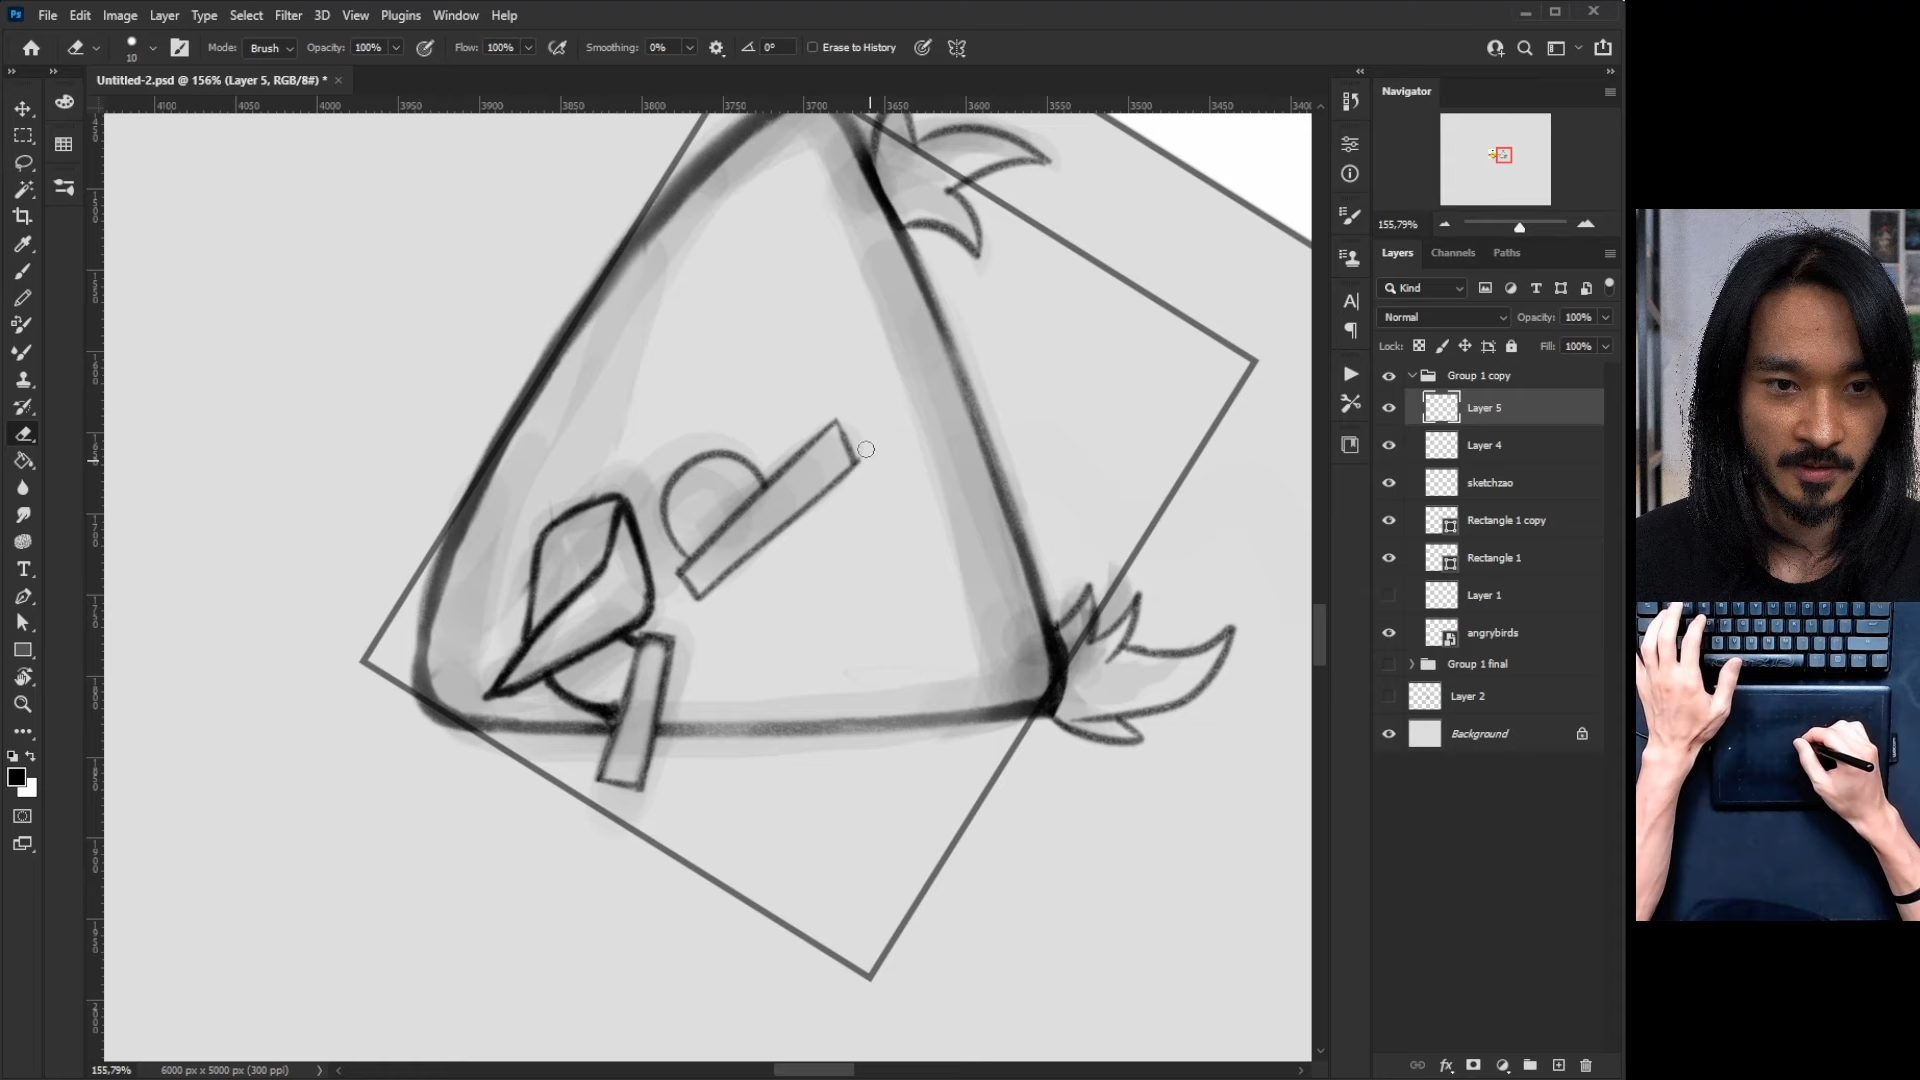 Ps File Edit Image Layer Type Select Filter 3D View Plugins Window Help
10 Mode: Brush Opacity: 100% Flow: 100% Smoothing: 0% 0° Erase to History
Untitled-2.psd @ 156% (Layer 5, RGB/8#) * ×
4100 4050 4000 3950 3900 3850 3800 3750 3700 3650 3600 3550 3500 3450 3400
Navigator
155,79%
Layers Channels Paths
Kind
Normal Opacity: 100%
Lock: Fill: 100%
Group 1 copy
Layer 5
Layer 4
sketchzao
Rectangle 1 copy
Rectangle 1
Layer 1
angrybirds
Group 1 final
Layer 2
Background
155,79% 6000 px x 5000 px (300 ppi)